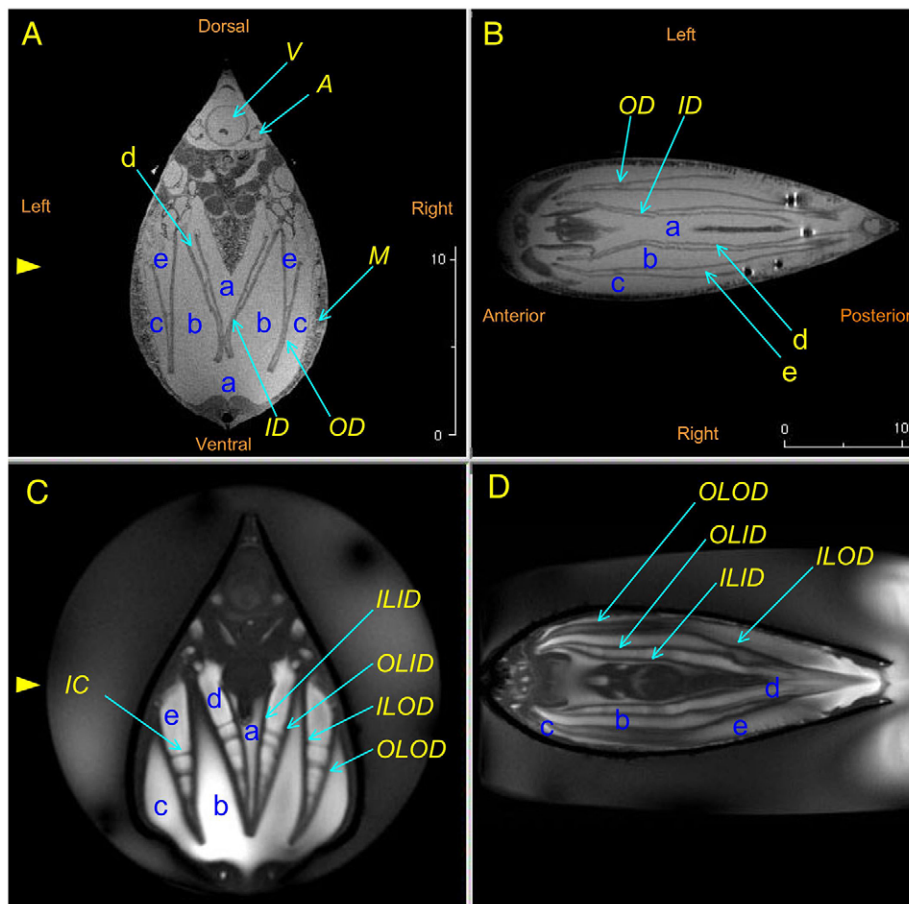 A
Dorsal
V
A
d
Left
Right
e
e
10
M
a
c
b
b
c
a
0
ID
OD
Ventral
B
Left
OD
ID
a
b
c
Anterior
Posterior
d
e
Right
0
10
C
ILID
OLID
IC
d
ILOD
e
a
OLOD
c
b
D
OLOD
OLID
ILOD
ILID
d
c
b
e